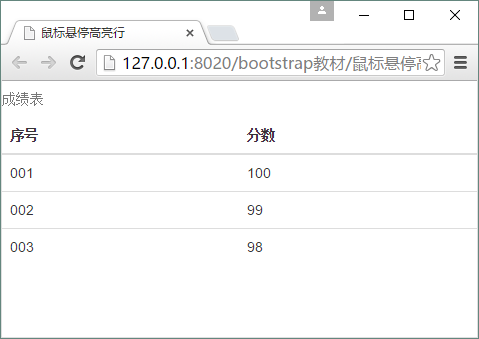 鼠标悬停高亮行
127.0.0.1:8020/bootstrap教材/鼠标悬停高
成绩表
序号 分数
001 100
002 99
003 98